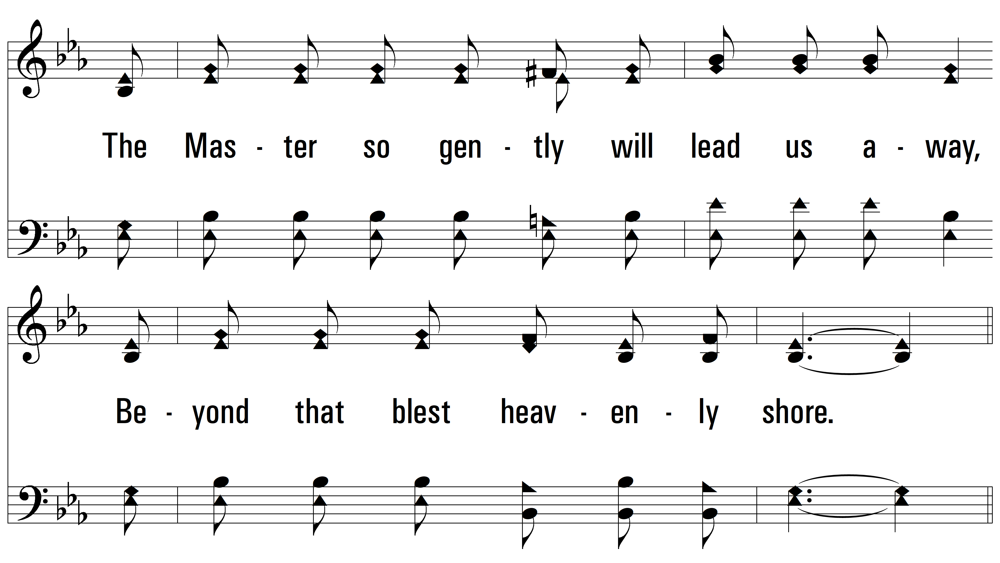 The Mas - ter so gen - tly will lead us a - way,
Be - yond that blest heav - en - ly shore.